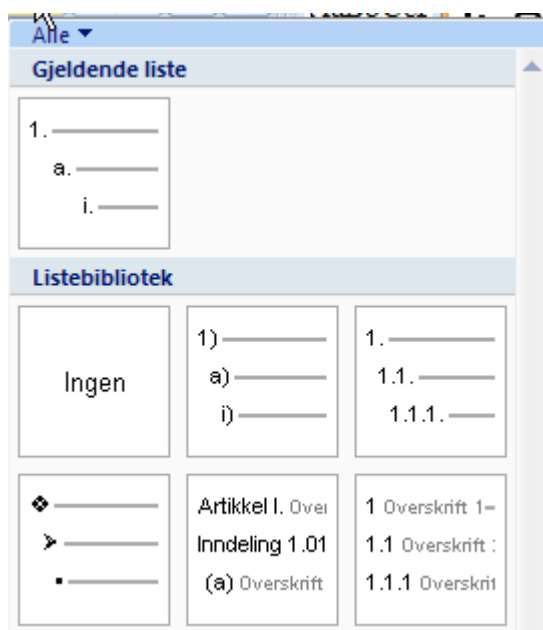 Alle
Gjeldende liste
1.
a.
i.
Listebibliotek
Ingen
1)
a)
i)
1.
1.1.
1.1.1.
Artikkel I. Over
Inndeling 1.01
(a) Overskrift
1 Overskrift 1
1.1 Overskrift
1.1.1 Overskrift